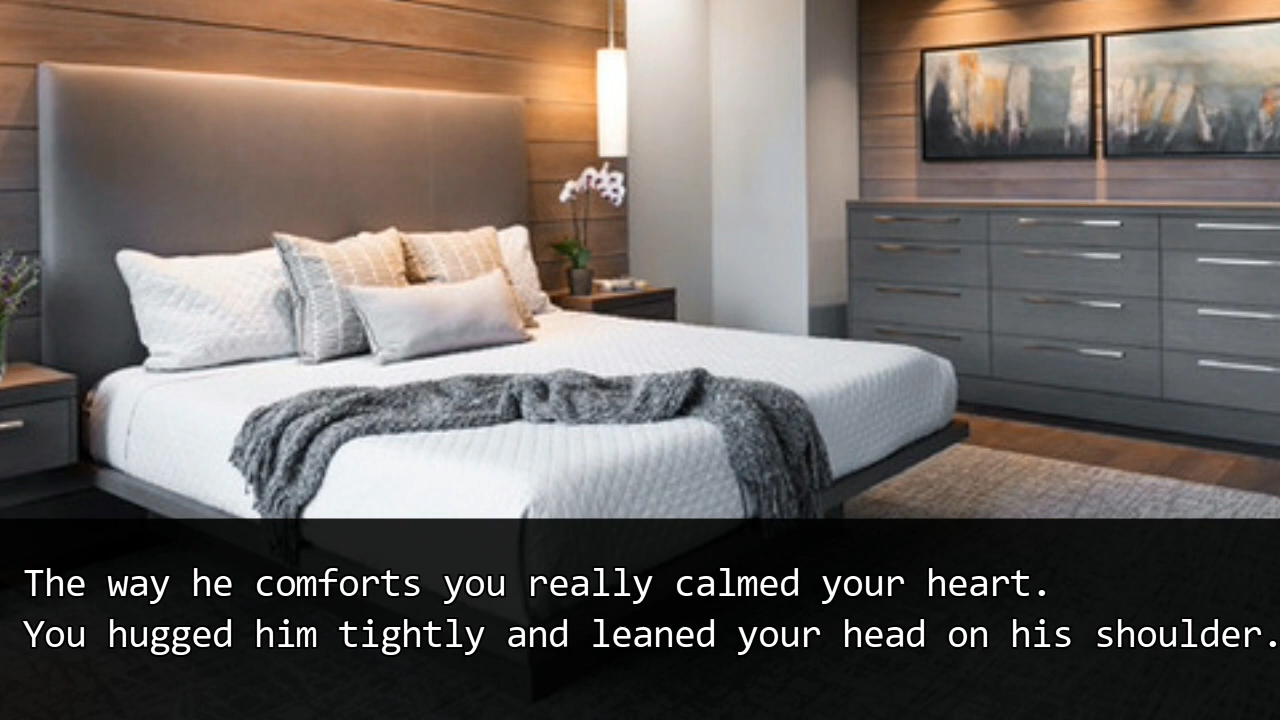 The way he comforts you really calmed your heart.
You hugged him tightly and leaned your head on his shoulder.